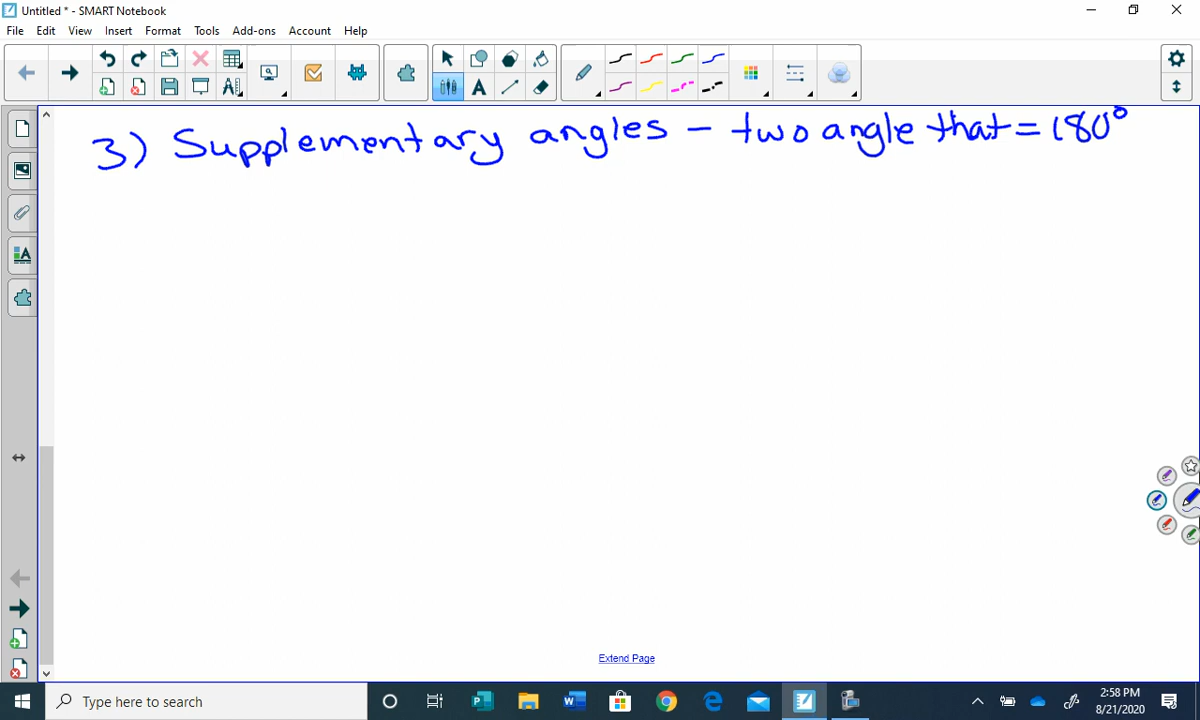 Untitled * - SMART Notebook
File Edit View Insert Format Tools Add-ons Account Help
3) Supplementary angles - two angle that = 180°
Extend Page
Type here to search
2:58 PM
8/21/2020